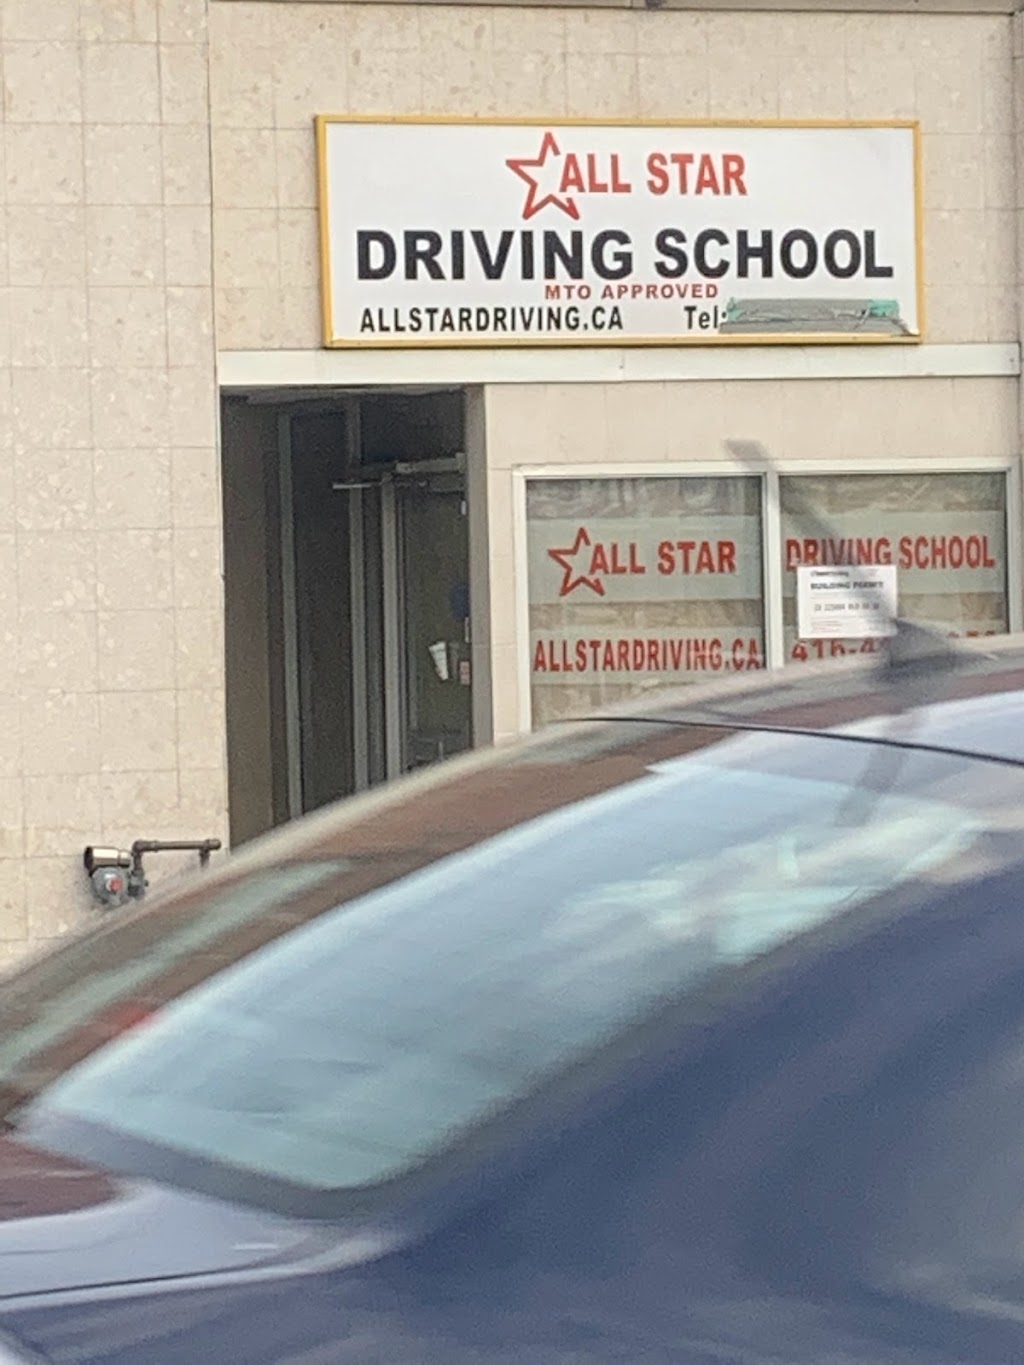 ALL STAR
DRIVING SCHOOL
MTO APPROVED
ALLSTARDRIVING.CA Tel:
ALL STAR DRIVING SCHOOL
BUILDING PERMIT
ALLSTARDRIVING.CA